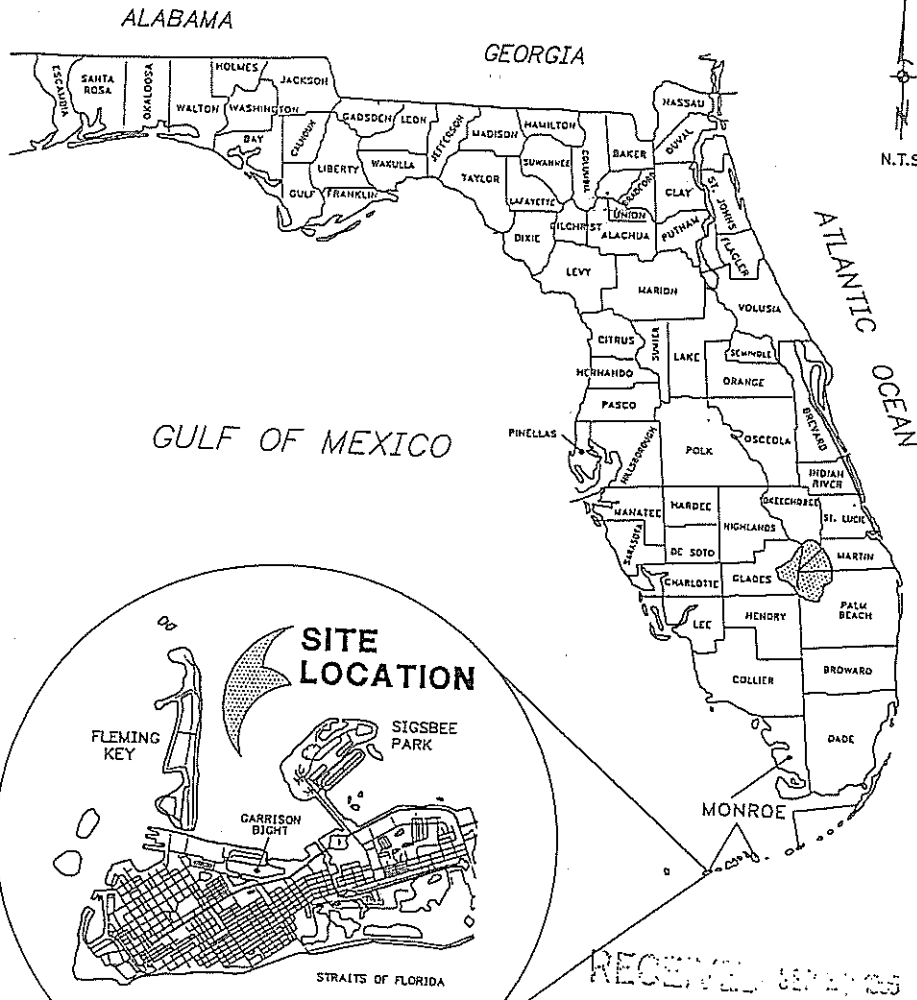 ALABAMA
GEORGIA
N.T.S
ESCAMBIA
SANTA
ROSA
OKALOOSA
WALTON
HOLMES
WASHINGTON
JACKSON
BAY
CALHOUN
GULF
LIBERTY
GADSDEN
FRANKLIN
LEON
WAKULLA
JEFFERSON
MADISON
TAYLOR
HAMILTON
SUWANNEE
LAFAYETTE
DIXIE
COLUMBIA
GILCHRIST
BAKER
UNION
BRADFORD
ALACHUA
NASSAU
DUVAL
CLAY
ST. JOHNS
PUTNAM
FLAGLER
LEVY
MARION
VOLUSIA
CITRUS
SUMTER
LAKE
SEMINOLE
HERNANDO
ORANGE
PASCO
PINELLAS
HILLSBOROUGH
POLK
OSCEOLA
BREVARD
INDIAN
RIVER
MANATEE
HARDEE
HIGHLANDS
OKEECHOBEE
ST. LUCIE
SARASOTA
DE SOTO
MARTIN
CHARLOTTE
GLADES
LEE
HENDRY
PALM
BEACH
COLLIER
BROWARD
DADE
MONROE
ATLANTIC OCEAN
GULF OF MEXICO
SITE
LOCATION
FLEMING
KEY
SIGSBEE
PARK
GARRISON
BIGHT
STRAITS OF FLORIDA
RECEIVED SEP